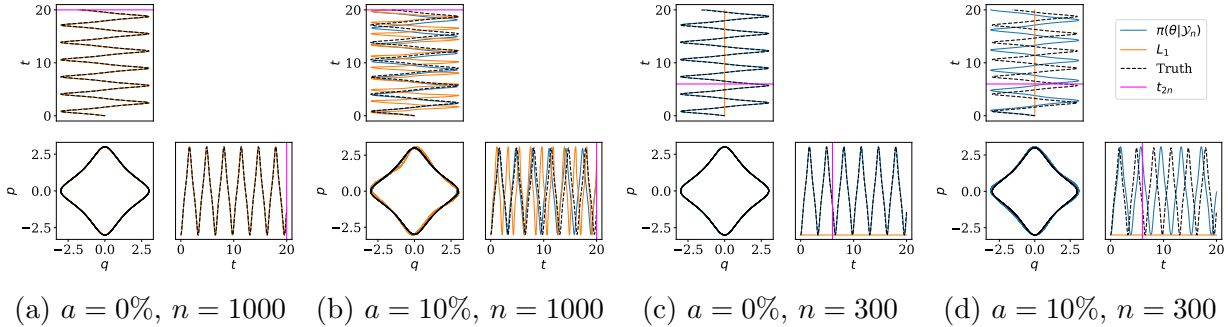 20
10
0
t
20
10
0
t
20
10
0
t
20
10
0
t
π(θ|𝒴ₙ)
L₁
Truth
t₂ₙ
2.5
0.0
−2.5
p
−2.5 0.0 2.5
q
0 10 20
t
2.5
0.0
−2.5
p
−2.5 0.0 2.5
q
0 10 20
t
2.5
0.0
−2.5
p
−2.5 0.0 2.5
q
0 10 20
t
2.5
0.0
−2.5
p
−2.5 0.0 2.5
q
0 10 20
t
(a) a = 0%, n = 1000
(b) a = 10%, n = 1000
(c) a = 0%, n = 300
(d) a = 10%, n = 300